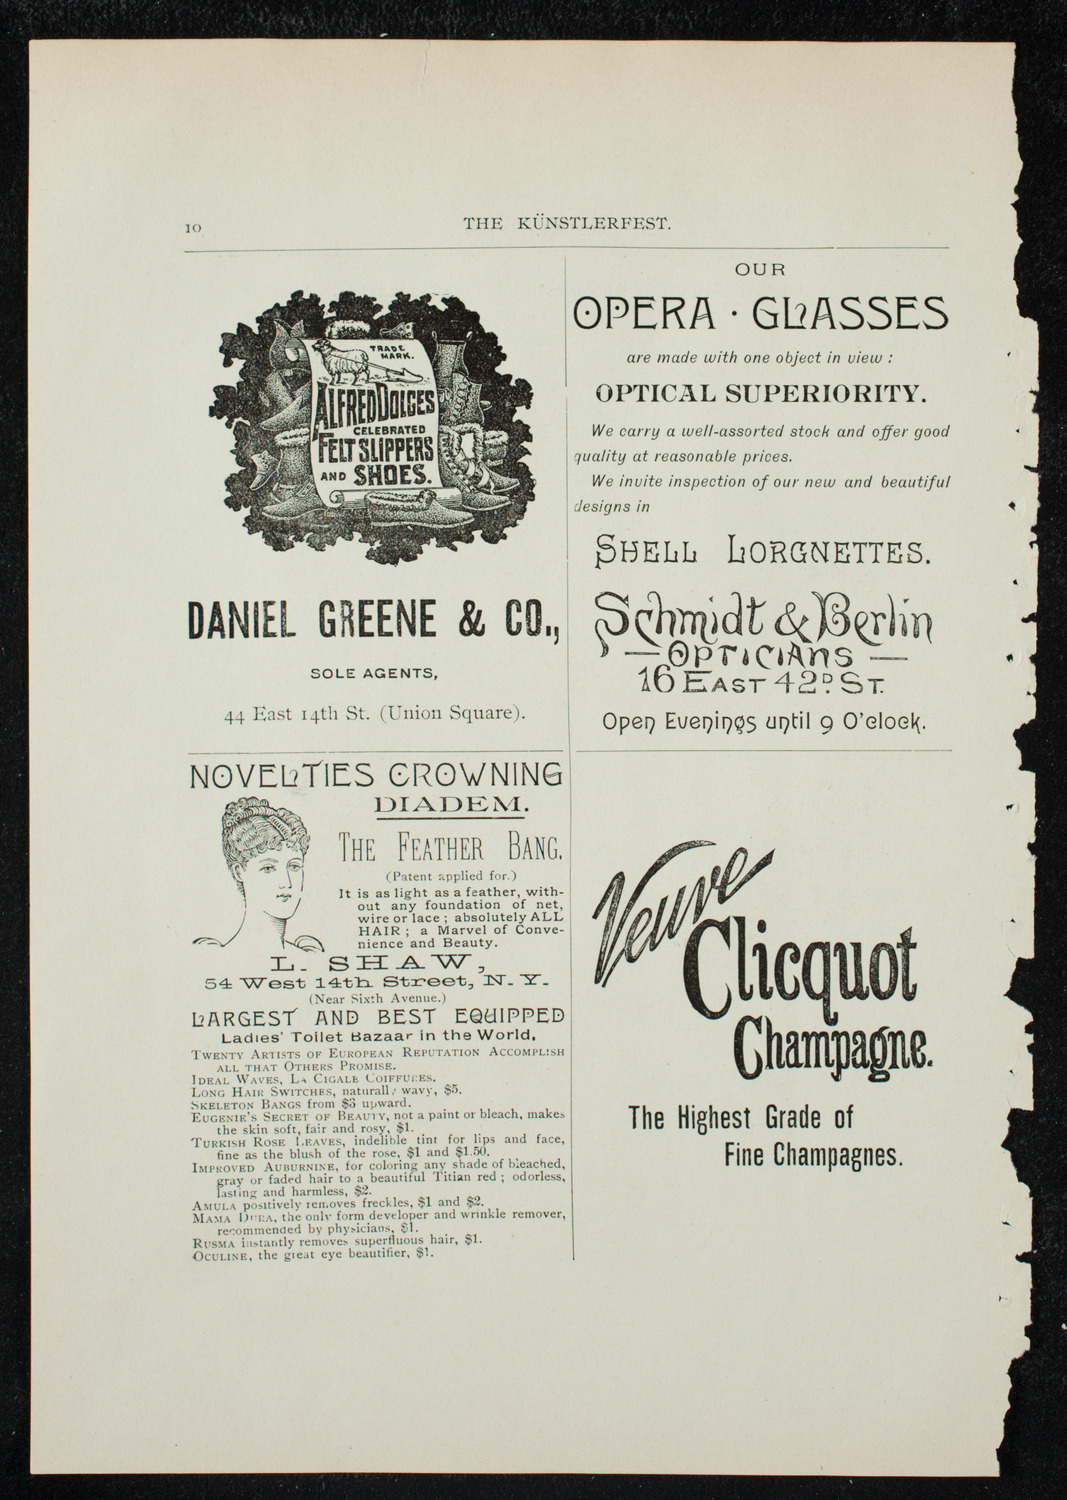 10
THE KÜNSTLERFEST.
TRADE
MARK.
ALFRED DOLGES
CELEBRATED
FELT SLIPPERS
AND SHOES.
DANIEL GREENE & CO.,
SOLE AGENTS,
44 East 14th St. (Union Square).
OUR
OPERA · GLASSES
are made with one object in view :
OPTICAL SUPERIORITY.
We carry a well-assorted stock and offer good
quality at reasonable prices.
We invite inspection of our new and beautiful
designs in
SHELL LORGNETTES.
Schmidt & Berlin
— OPTICIANS —
16 EAST 42D ST.
Open Evenings until 9 O'clock.
NOVELTIES CROWNING
DIADEM.
THE FEATHER BANG.
(Patent applied for.)
It is as light as a feather, with-
out any foundation of net,
wire or lace ; absolutely ALL
HAIR ; a Marvel of Conve-
nience and Beauty.
L. SHAW,
54 West 14th Street, N. Y.
(Near Sixth Avenue.)
LARGEST AND BEST EQUIPPED
Ladies' Toilet Bazaar in the World.
TWENTY ARTISTS OF EUROPEAN REPUTATION ACCOMPLISH
ALL THAT OTHERS PROMISE.
IDEAL WAVES, LA CIGALE COIFFURES.
LONG HAIR SWITCHES, naturally wavy, $5.
SKELETON BANGS from $3 upward.
EUGENIE'S SECRET OF BEAUTY, not a paint or bleach, makes
the skin soft, fair and rosy, $1.
TURKISH ROSE LEAVES, indelible tint for lips and face,
fine as the blush of the rose, $1 and $1.50.
IMPROVED AUBURNINE, for coloring any shade of bleached,
gray or faded hair to a beautiful Titian red ; odorless,
lasting and harmless, $2.
AMULA positively removes freckles, $1 and $2.
MAMA DURA, the only form developer and wrinkle remover,
recommended by physicians, $1.
RUSMA instantly removes superfluous hair, $1.
OCULINE, the great eye beautifier, $1.
Veuve
Clicquot
Champagne.
The Highest Grade of
Fine Champagnes.